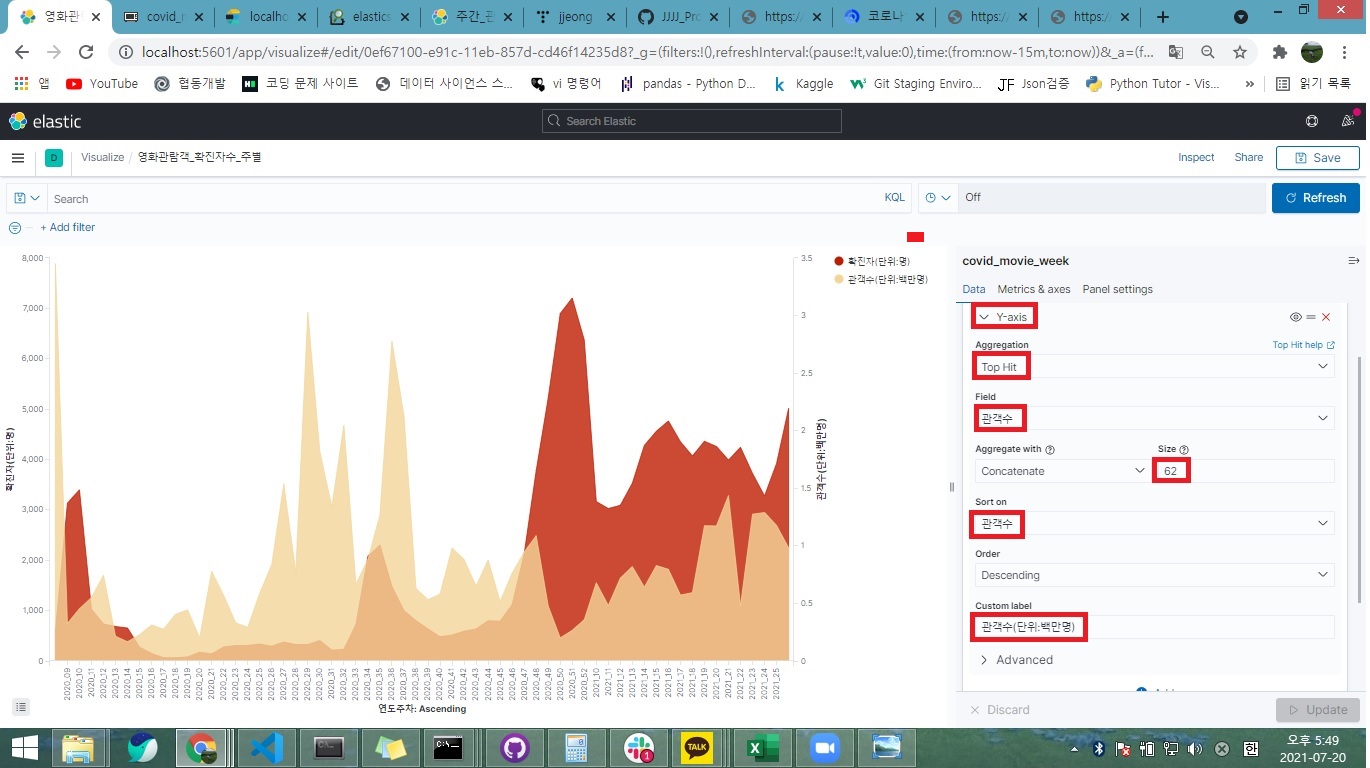 영화관
covid_n
localho
elastics
주간_관
jjeong
JJJJ_Pro
https:/
코로나
https:/
https:/
localhost:5601/app/visualize#/edit/0ef67100-e91c-11eb-857d-cd46f14235d8?_g=(filters:!(),refreshInterval:(pause:!t,value:0),time:(from:now-15m,to:now))&_a=(f...
앱 YouTube 협동개발 코딩 문제 사이트 데이터 사이언스 스... vi 명령어 pandas - Python D... Kaggle Git Staging Enviro... Json검증 Python Tutor - Vis... » 읽기 목록
elastic
Search Elastic
D Visualize / 영화관람객_확진자수_주별
Inspect Share Save
Search KQL Off Refresh
+ Add filter
확진자(단위:명)
관객수(단위:백만명)
8,000
7,000
6,000
5,000
4,000
3,000
2,000
1,000
0
확진자(단위:명)
3.5
3
2.5
2
1.5
1
0.5
0
관객수(단위:백만명)
2020_09
2020_10
2020_11
2020_12
2020_13
2020_14
2020_15
2020_16
2020_17
2020_18
2020_19
2020_20
2020_21
2020_22
2020_23
2020_24
2020_25
2020_26
2020_27
2020_28
2020_29
2020_30
2020_31
2020_32
2020_33
2020_34
2020_35
2020_36
2020_37
2020_38
2020_39
2020_40
2020_41
2020_42
2020_43
2020_44
2020_45
2020_46
2020_47
2020_48
2020_49
2020_50
2020_51
2020_52
2021_10
2021_11
2021_12
2021_13
2021_14
2021_15
2021_16
2021_17
2021_18
2021_19
2021_20
2021_21
2021_22
2021_23
2021_24
2021_25
연도주차: Ascending
covid_movie_week
Data Metrics & axes Panel settings
Y-axis
Aggregation Top Hit help
Top Hit
Field
관객수
Aggregate with Size
Concatenate 62
Sort on
관객수
Order
Descending
Custom label
관객수(단위:백만명)
Advanced
Discard Update
TALK
1
한
오후 5:49
2021-07-20